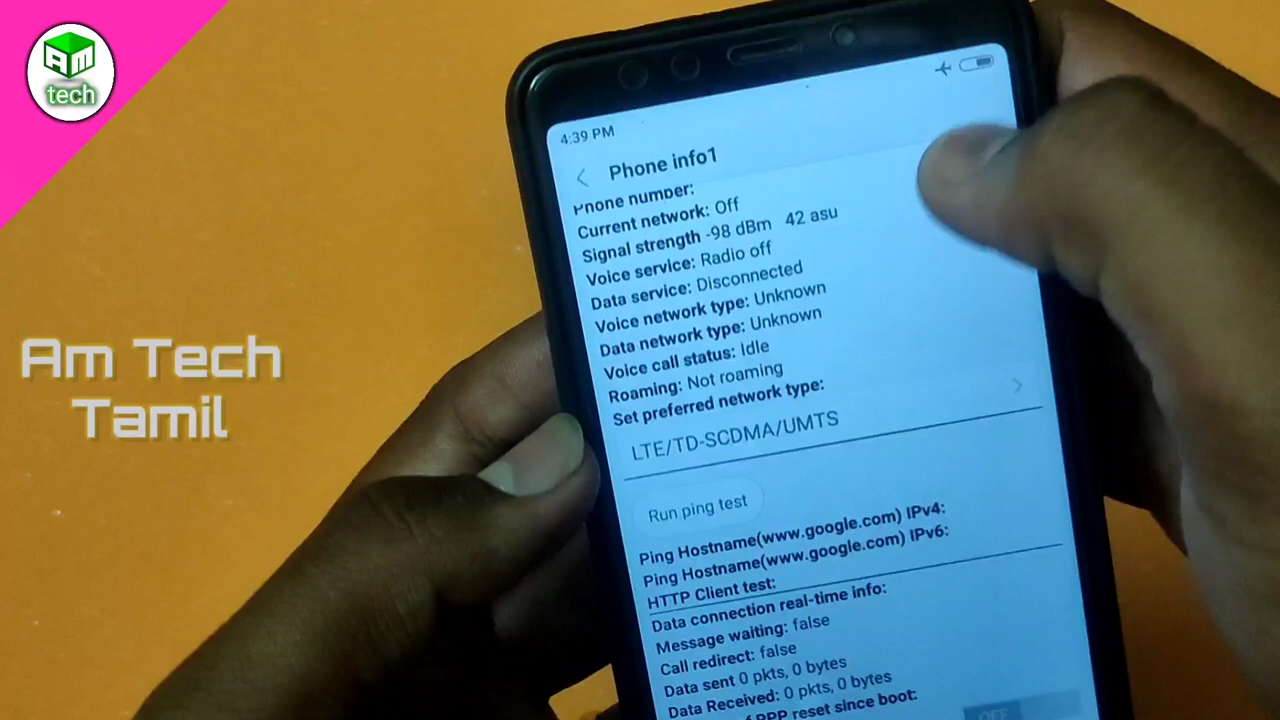 AM
tech
4:39 PM
Phone info1
Phone number:
Current network: Off
Signal strength -98 dBm 42 asu
Voice service: Radio off
Data service: Disconnected
Voice network type: Unknown
Data network type: Unknown
Voice call status: Idle
Roaming: Not roaming
Set preferred network type:
LTE/TD-SCDMA/UMTS
Run ping test
Ping Hostname(www.google.com) IPv4:
Ping Hostname(www.google.com) IPv6:
HTTP Client test:
Data connection real-time info:
Message waiting: false
Call redirect: false
Data sent 0 pkts, 0 bytes
Data Received: 0 pkts, 0 bytes
PPP reset since boot:
OFF
Am Tech
Tamil